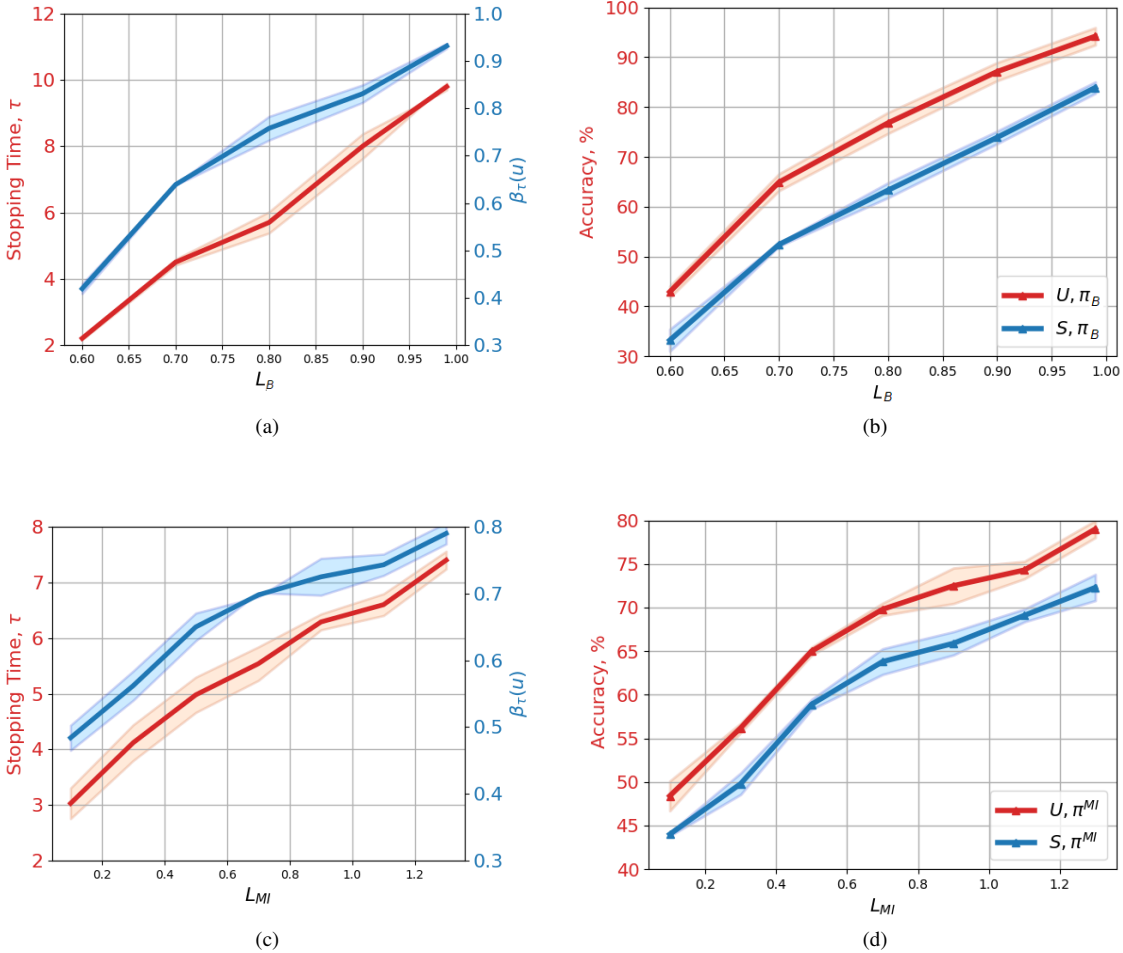 12
10
8
6
4
2
Stopping Time, τ
1.0
0.9
0.8
0.7
0.6
0.5
0.4
0.3
β_τ(u)
0.60 0.65 0.70 0.75 0.80 0.85 0.90 0.95 1.00
L_B
(a)
100
90
80
70
60
50
40
30
Accuracy, %
U, π_B
S, π_B
0.60 0.65 0.70 0.75 0.80 0.85 0.90 0.95 1.00
L_B
(b)
8
7
6
5
4
3
2
Stopping Time, τ
0.8
0.7
0.6
0.5
0.4
0.3
β_τ(u)
0.2 0.4 0.6 0.8 1.0 1.2
L_MI
(c)
80
75
70
65
60
55
50
45
40
Accuracy, %
U, π^MI
S, π^MI
0.2 0.4 0.6 0.8 1.0 1.2
L_MI
(d)